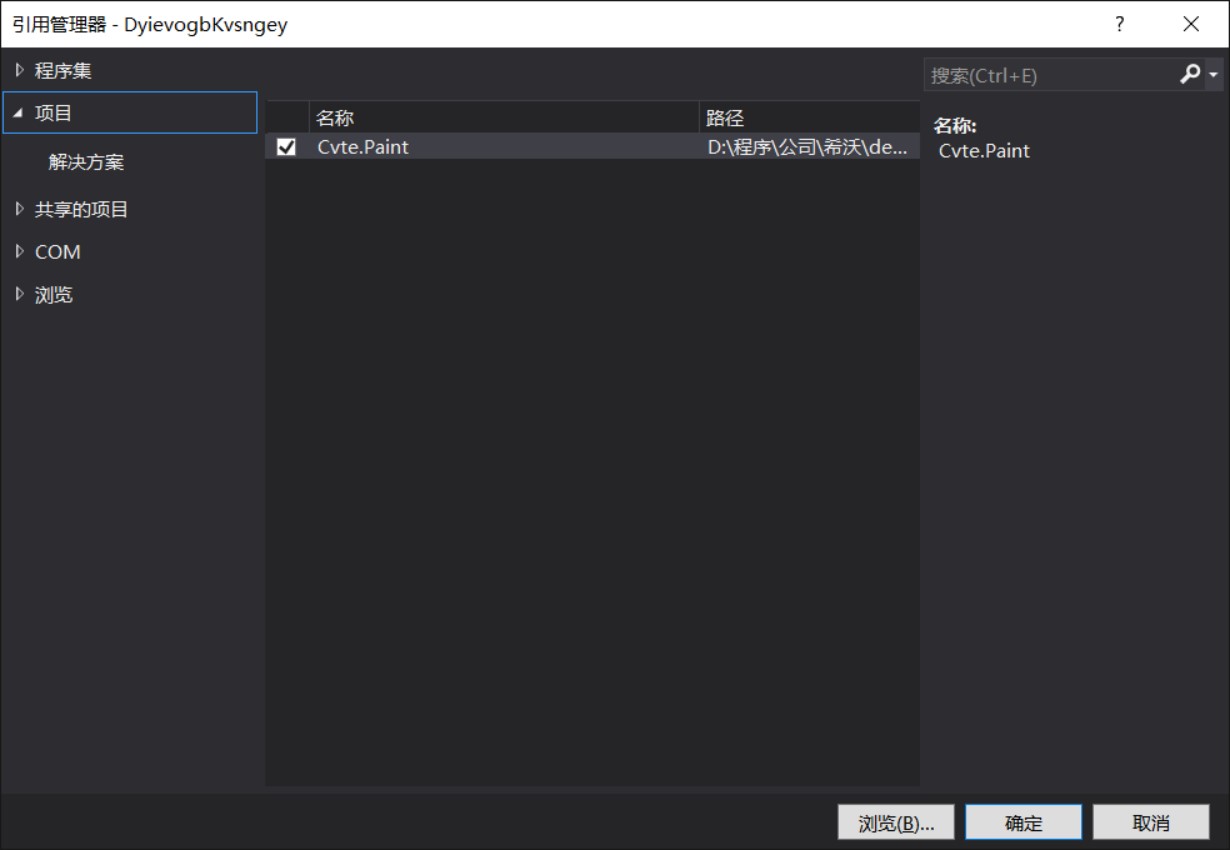 引用管理器 - DyievogbKvsngey
?
程序集
项目
解决方案
共享的项目
COM
浏览
名称 路径
Cvte.Paint D:\程序\公司\希沃\de...
搜索(Ctrl+E)
名称:
Cvte.Paint
浏览(B)... 确定 取消